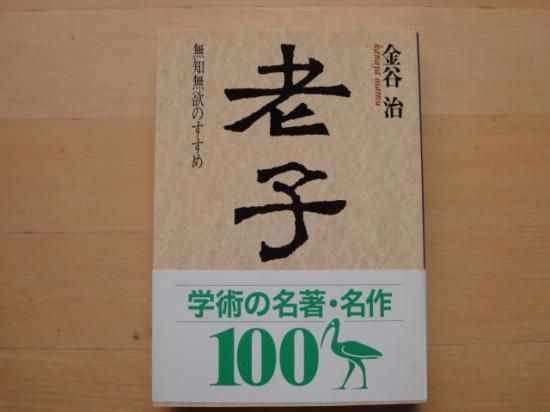 金谷 治
kanaya osamu
老子
無知無欲のすすめ
学術の名著・名作
100